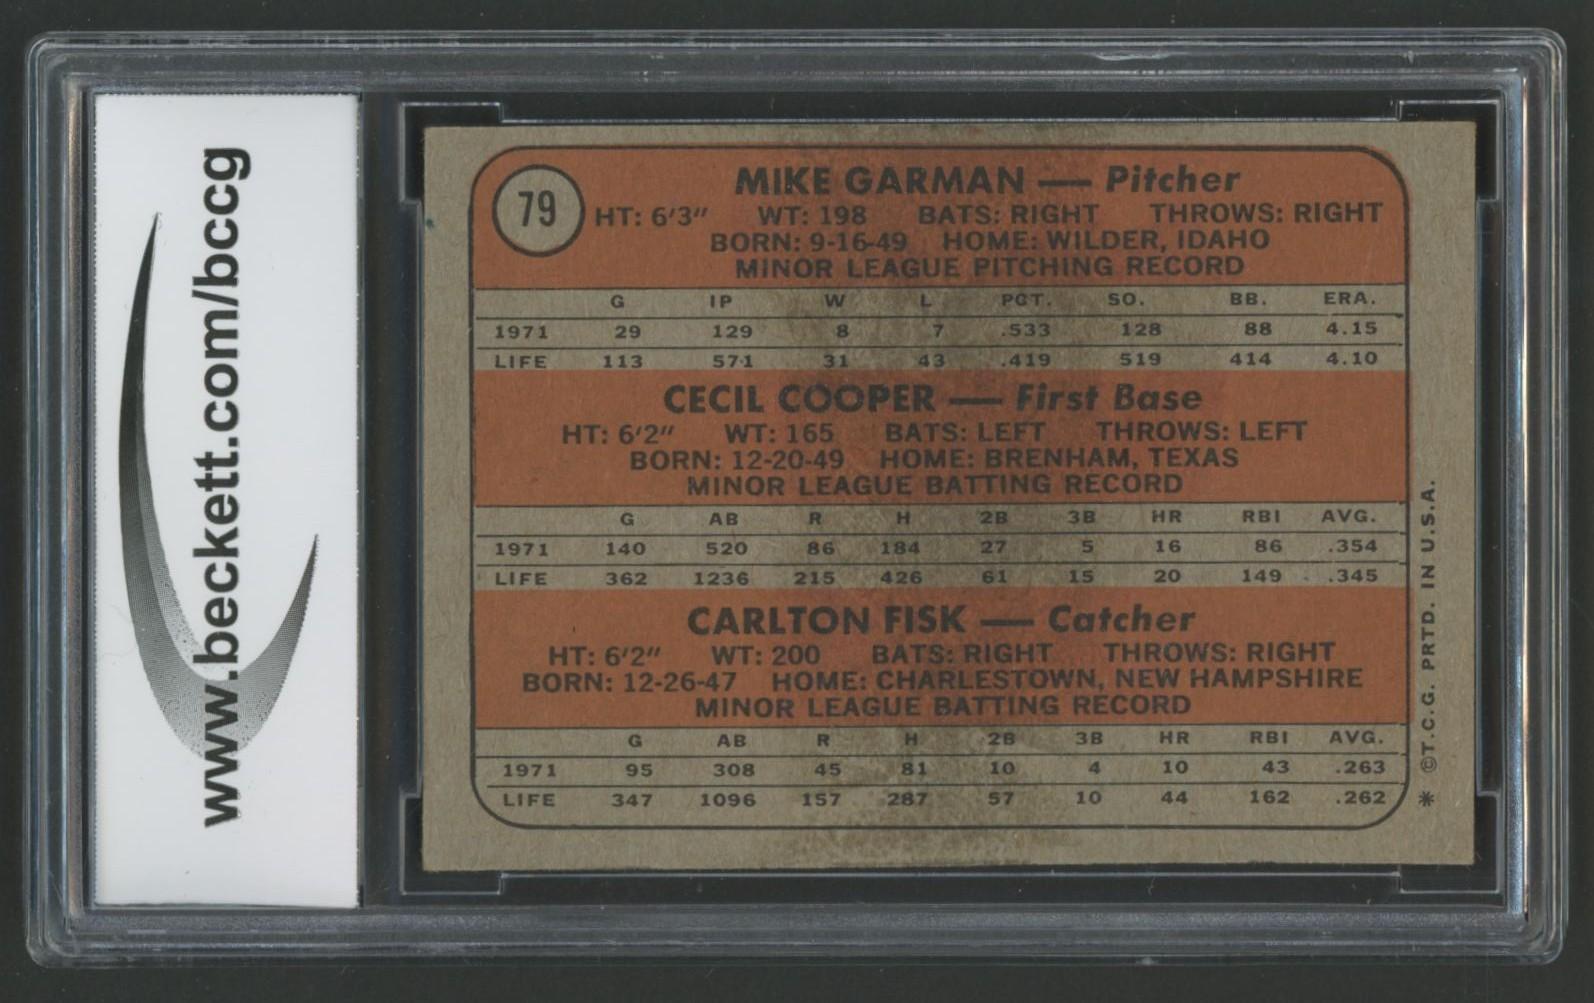 www.beckett.com/bccg
79
MIKE GARMAN — Pitcher
HT: 6'3" WT: 198 BATS: RIGHT THROWS: RIGHT
BORN: 9-16-49 HOME: WILDER, IDAHO
MINOR LEAGUE PITCHING RECORD
G IP W L PCT. SO. BB. ERA.
1971 29 129 8 7 .533 128 88 4.15
LIFE 113 571 31 43 .419 519 414 4.10
CECIL COOPER — First Base
HT: 6'2" WT: 165 BATS: LEFT THROWS: LEFT
BORN: 12-20-49 HOME: BRENHAM, TEXAS
MINOR LEAGUE BATTING RECORD
G AB R H 2B 3B HR RBI AVG.
1971 140 520 86 184 27 5 16 86 .354
LIFE 362 1236 215 426 61 15 20 149 .345
CARLTON FISK — Catcher
HT: 6'2" WT: 200 BATS: RIGHT THROWS: RIGHT
BORN: 12-26-47 HOME: CHARLESTOWN, NEW HAMPSHIRE
MINOR LEAGUE BATTING RECORD
G AB R H 2B 3B HR RBI AVG.
1971 95 308 45 81 10 4 10 43 .263
LIFE 347 1096 157 287 57 10 44 162 .262
* ©T.C.G. PRTD. IN U.S.A.